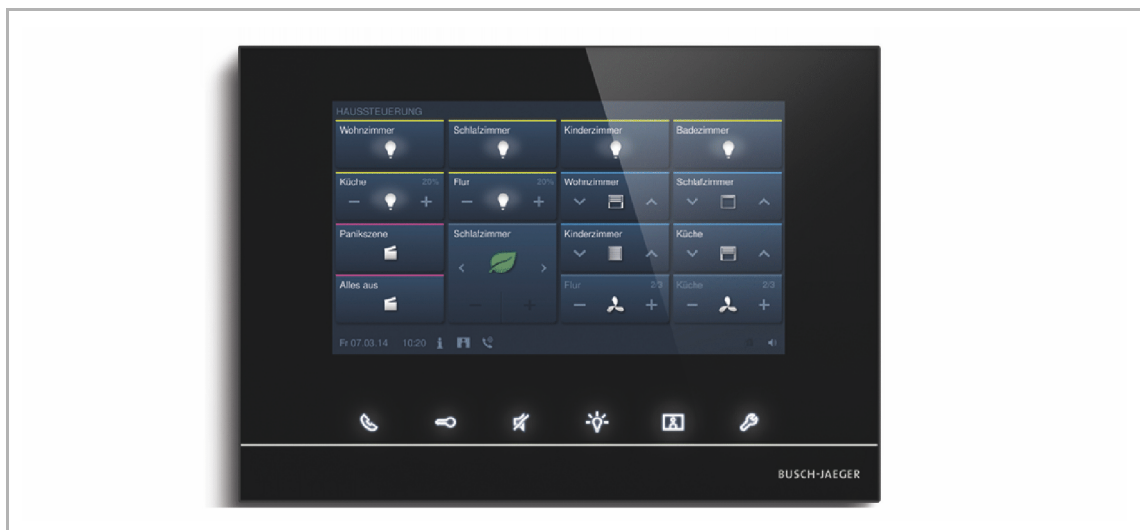 HAUSSTEUERUNG
Wohnzimmer Schlafzimmer Kinderzimmer Badezimmer
Küche 20% Flur 20% Wohnzimmer Schlafzimmer
Panikszene Schlafzimmer Kinderzimmer Küche
Alles aus Flur 2/3 Küche 2/3
Fr 07.03.14 10:20
BUSCH-JAEGER